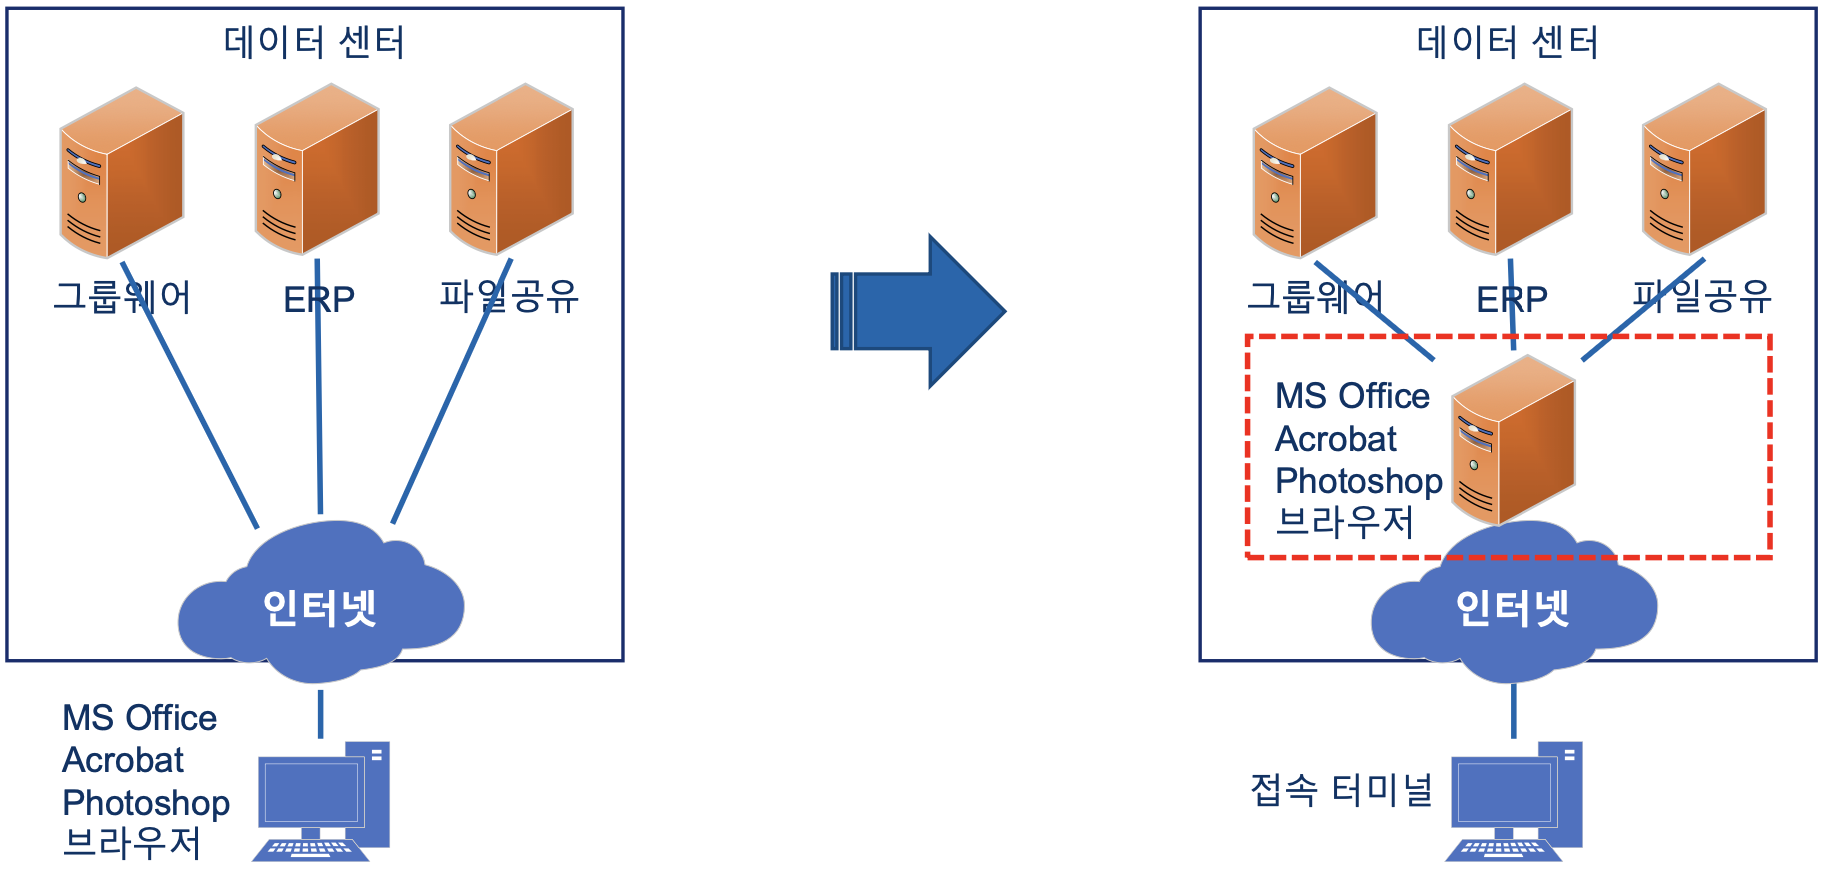 데이터 센터
그룹웨어
ERP
파일공유
인터넷
MS Office
Acrobat
Photoshop
브라우저
데이터 센터
그룹웨어
ERP
파일공유
MS Office
Acrobat
Photoshop
브라우저
인터넷
접속 터미널